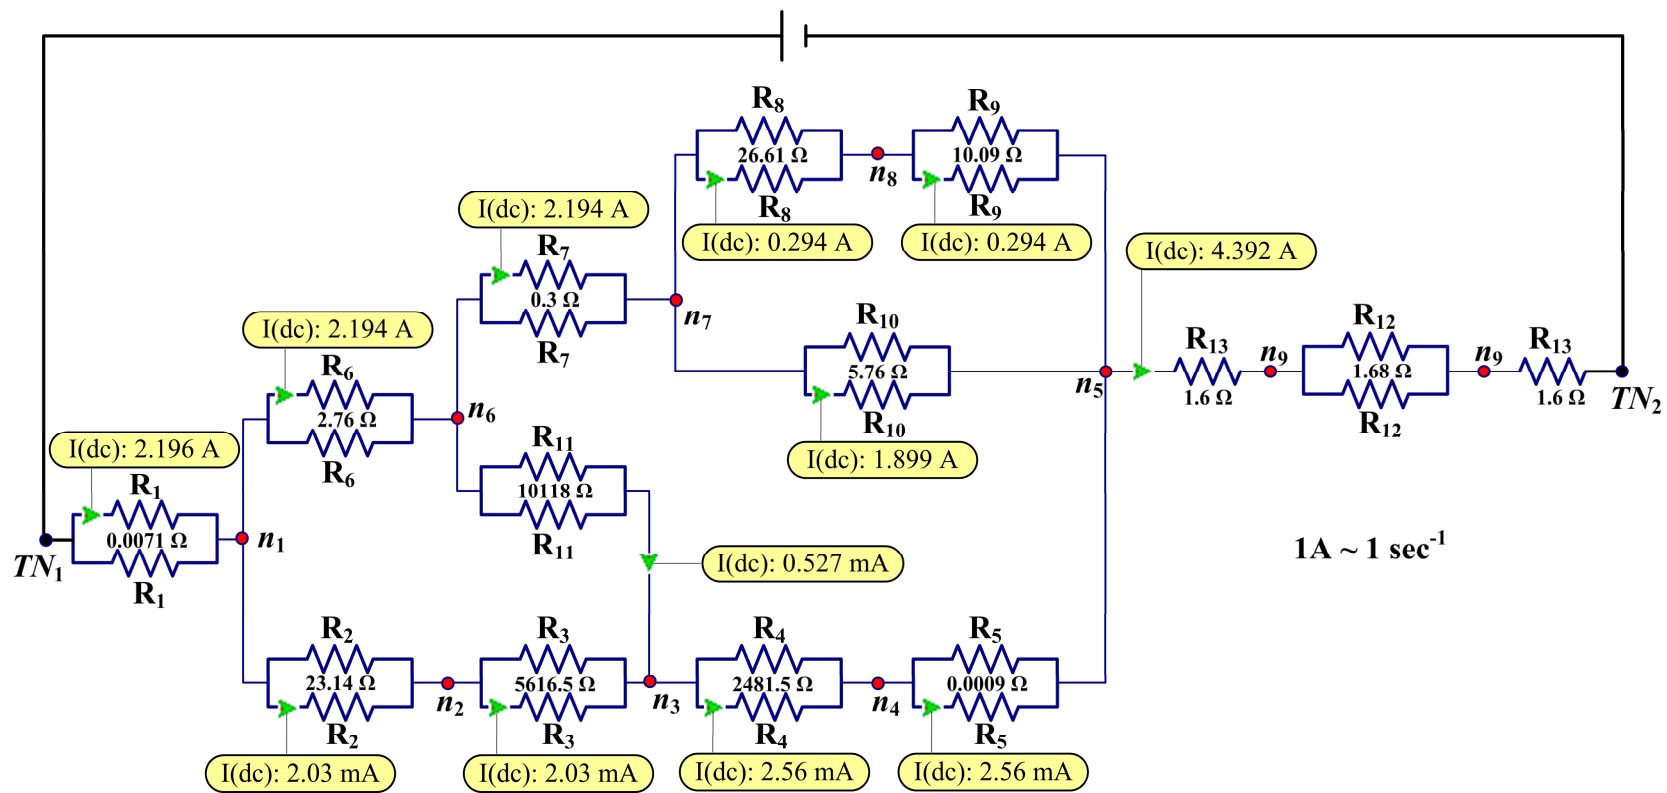 R8
26.61 Ω
R8
I(dc): 0.294 A
n8
R9
10.09 Ω
R9
I(dc): 0.294 A
I(dc): 2.194 A
R7
0.3 Ω
R7
n7
I(dc): 4.392 A
I(dc): 2.194 A
R6
2.76 Ω
R6
n6
R10
5.76 Ω
R10
I(dc): 1.899 A
n5
R13
1.6 Ω
n9
R12
1.68 Ω
R12
n9
R13
1.6 Ω
TN2
I(dc): 2.196 A
R1
0.0071 Ω
R1
TN1
n1
R11
10118 Ω
R11
I(dc): 0.527 mA
1A ~ 1 sec-1
R2
23.14 Ω
R2
I(dc): 2.03 mA
n2
R3
5616.5 Ω
R3
I(dc): 2.03 mA
n3
R4
2481.5 Ω
R4
I(dc): 2.56 mA
n4
R5
0.0009 Ω
R5
I(dc): 2.56 mA